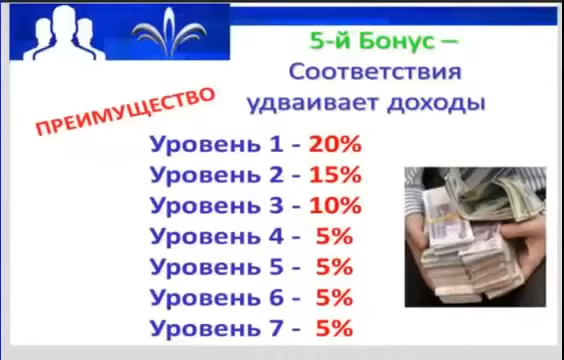 5-й Бонус –
Соответствия
удваивает доходы
ПРЕИМУЩЕСТВО
Уровень 1 - 20%
Уровень 2 - 15%
Уровень 3 - 10%
Уровень 4 - 5%
Уровень 5 - 5%
Уровень 6 - 5%
Уровень 7 - 5%